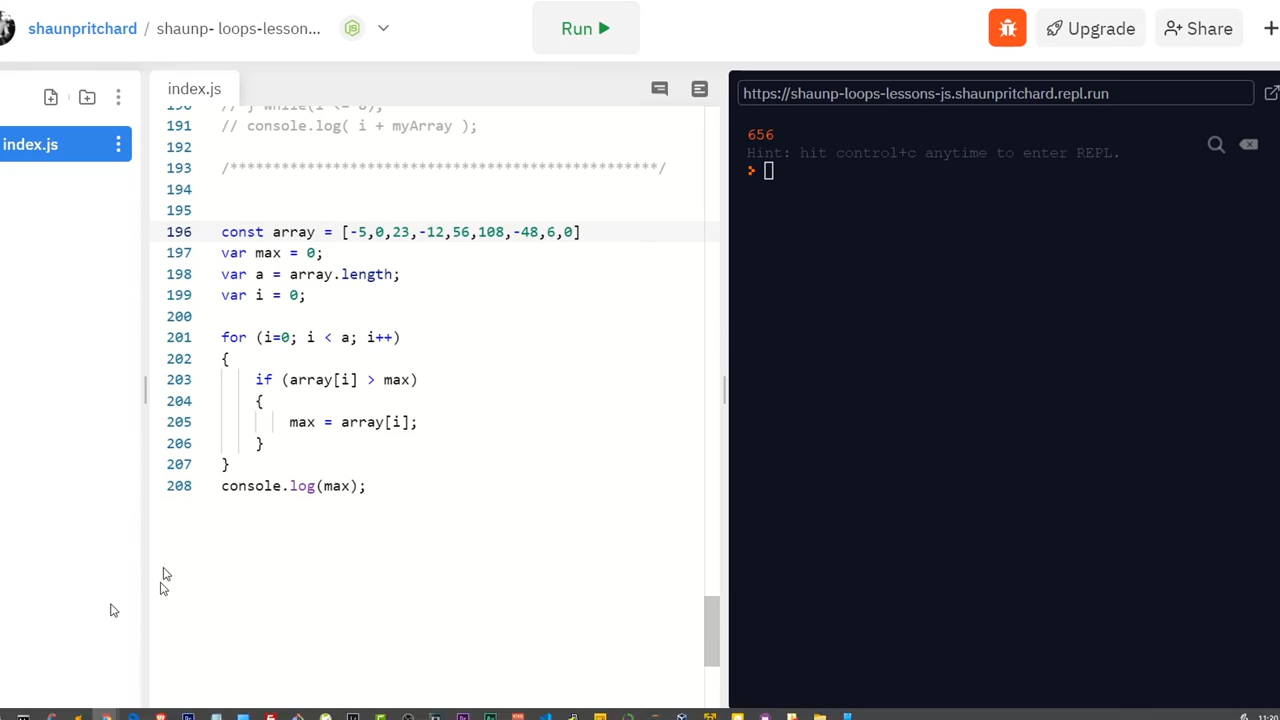 shaunpritchard / shaunp- loops-lesson...
Run
Upgrade
Share
index.js
index.js
190 // } while(i <= 8);
191 // console.log( i + myArray );
192
193 /**************************************************/
194
195
196 const array = [-5,0,23,-12,56,108,-48,6,0]
197 var max = 0;
198 var a = array.length;
199 var i = 0;
200
201 for (i=0; i < a; i++)
202 {
203 if (array[i] > max)
204 {
205 max = array[i];
206 }
207 }
208 console.log(max);
https://shaunp-loops-lessons-js.shaunpritchard.repl.run
656
Hint: hit control+c anytime to enter REPL.
>